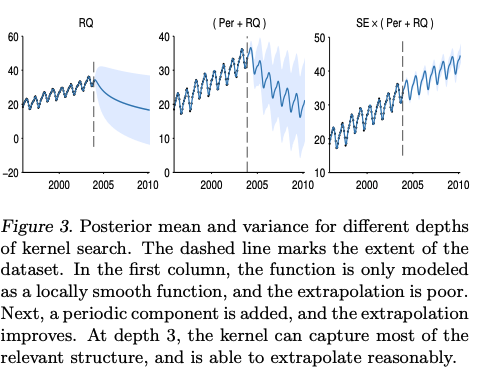 RQ
( Per + RQ )
SE × ( Per + RQ )
60
40
20
0
−20
2000
2005
2010
40
30
20
10
0
2000
2005
2010
50
40
30
20
10
2000
2005
2010
Figure 3. Posterior mean and variance for different depths
of kernel search. The dashed line marks the extent of the
dataset. In the first column, the function is only modeled
as a locally smooth function, and the extrapolation is poor.
Next, a periodic component is added, and the extrapolation
improves. At depth 3, the kernel can capture most of the
relevant structure, and is able to extrapolate reasonably.